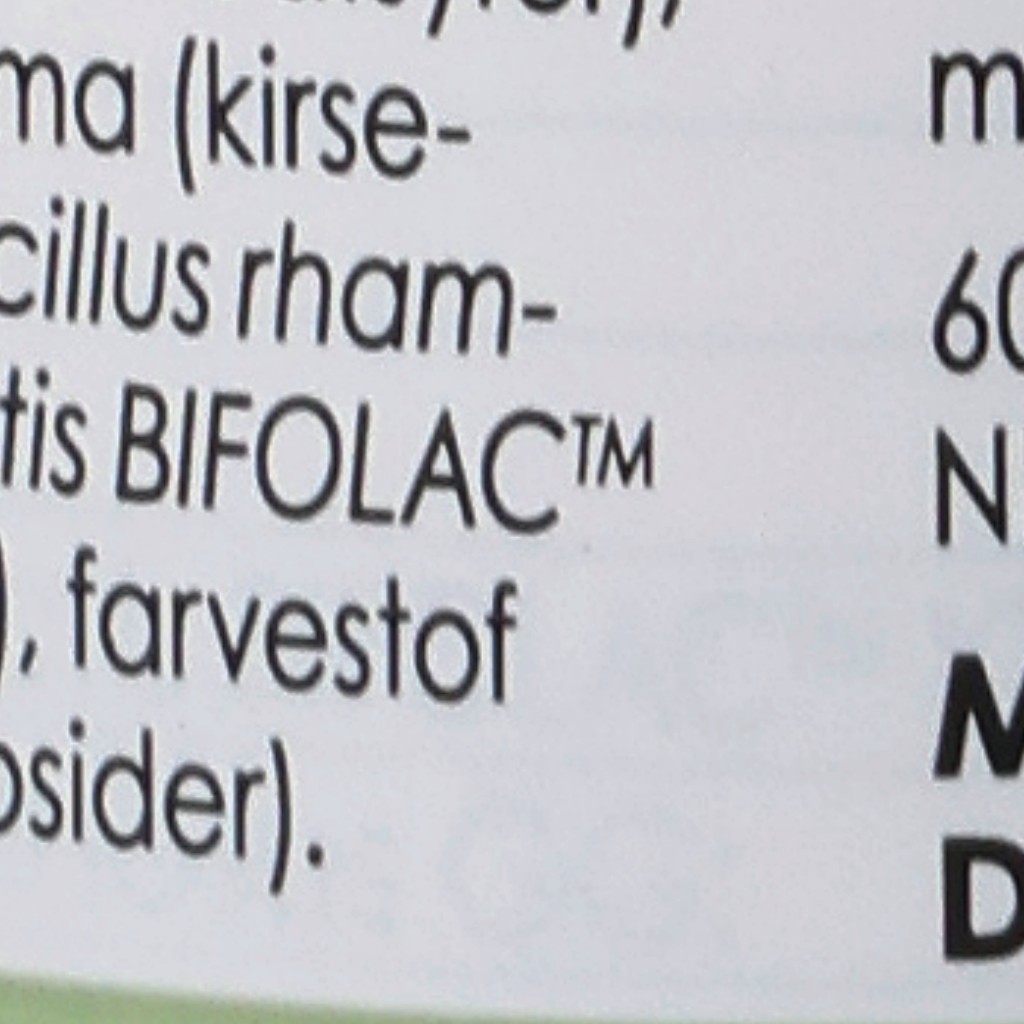 ma (kirse-
cillus rham-
tis BIFOLAC™
), farvestof
osider).
m
60
N
M
D